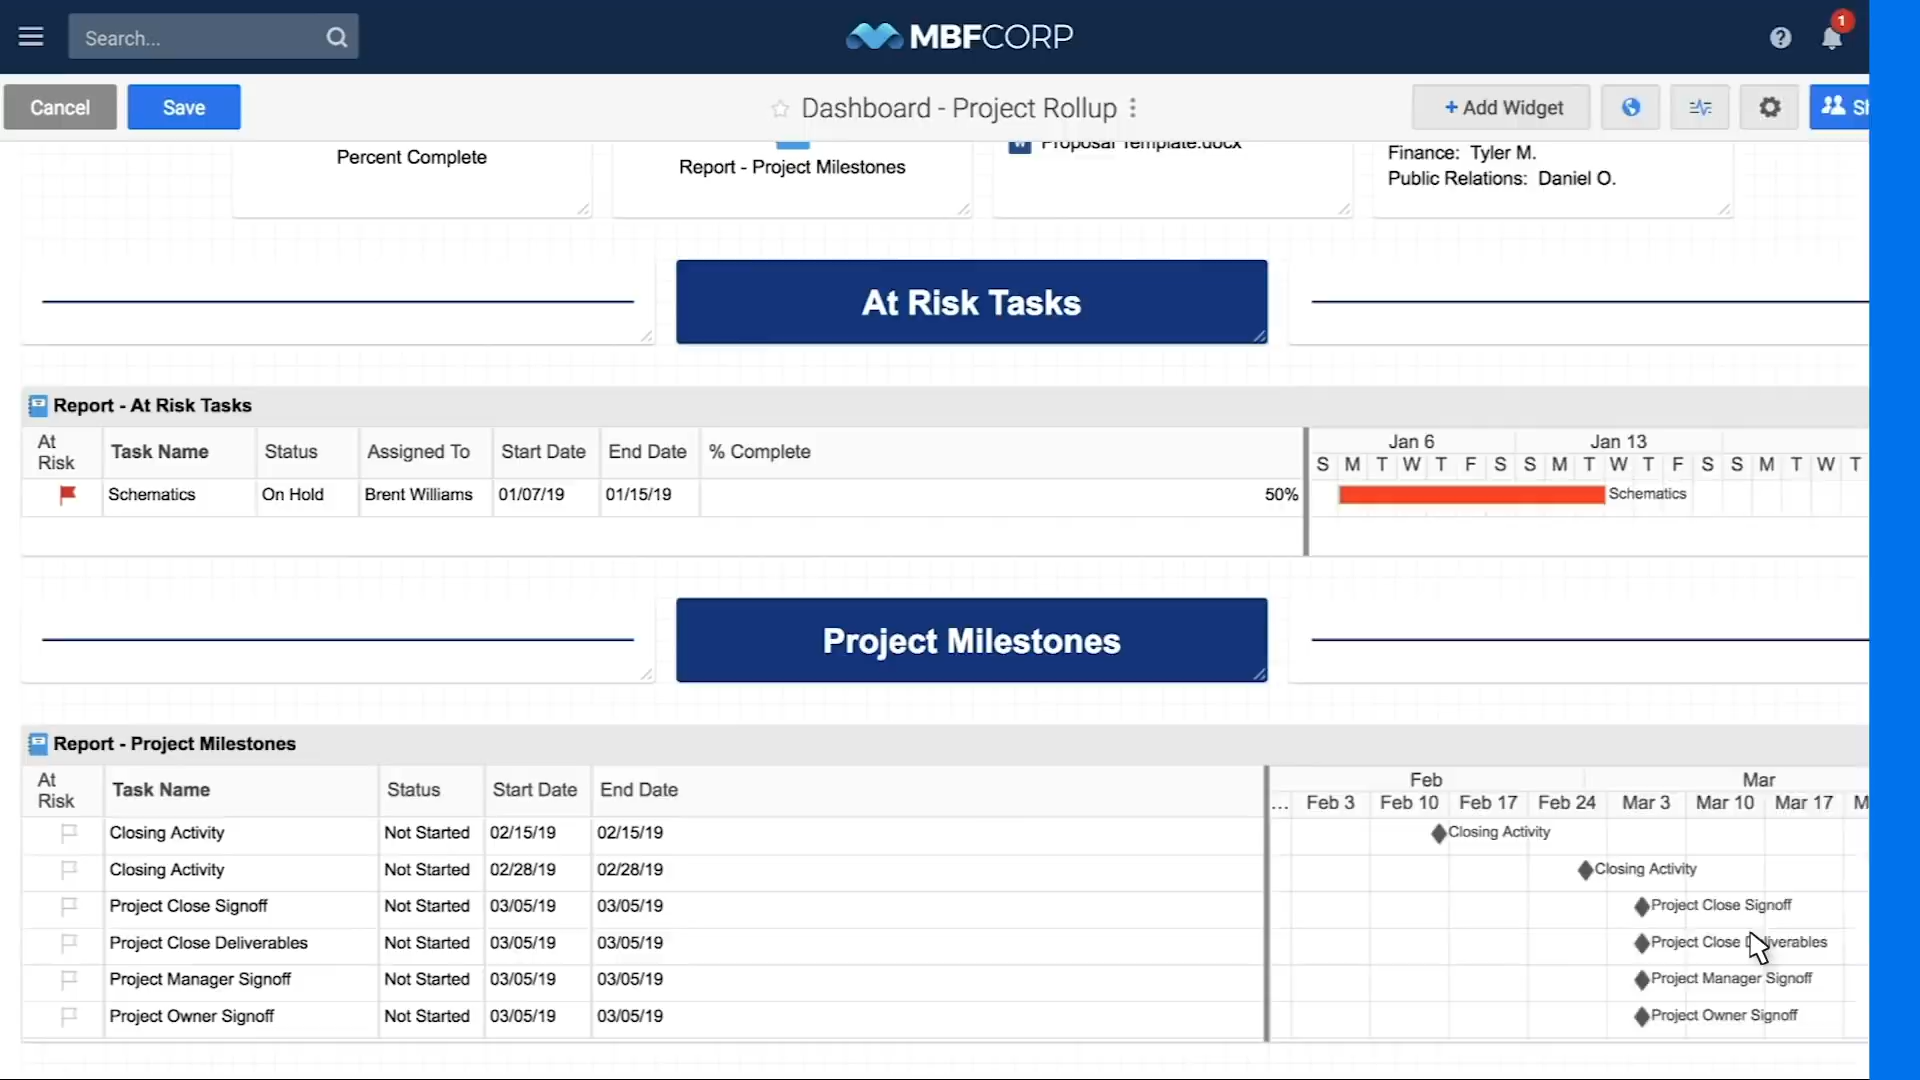 Search...
MBFCORP
1
Cancel
Save
Dashboard - Project Rollup
+ Add Widget
Percent Complete
Report - Project Milestones
Proposal Template.docx
Finance: Tyler M.
Public Relations: Daniel O.
At Risk Tasks
Report - At Risk Tasks
At Risk Task Name Status Assigned To Start Date End Date % Complete
Jan 6 Jan 13
S M T W T F S S M T W T F S S M T W T
Schematics On Hold Brent Williams 01/07/19 01/15/19 50% Schematics
Project Milestones
Report - Project Milestones
At Risk Task Name Status Start Date End Date
Feb Mar
... Feb 3 Feb 10 Feb 17 Feb 24 Mar 3 Mar 10 Mar 17 M
Closing Activity Not Started 02/15/19 02/15/19 Closing Activity
Closing Activity Not Started 02/28/19 02/28/19 Closing Activity
Project Close Signoff Not Started 03/05/19 03/05/19 Project Close Signoff
Project Close Deliverables Not Started 03/05/19 03/05/19 Project Close Deliverables
Project Manager Signoff Not Started 03/05/19 03/05/19 Project Manager Signoff
Project Owner Signoff Not Started 03/05/19 03/05/19 Project Owner Signoff